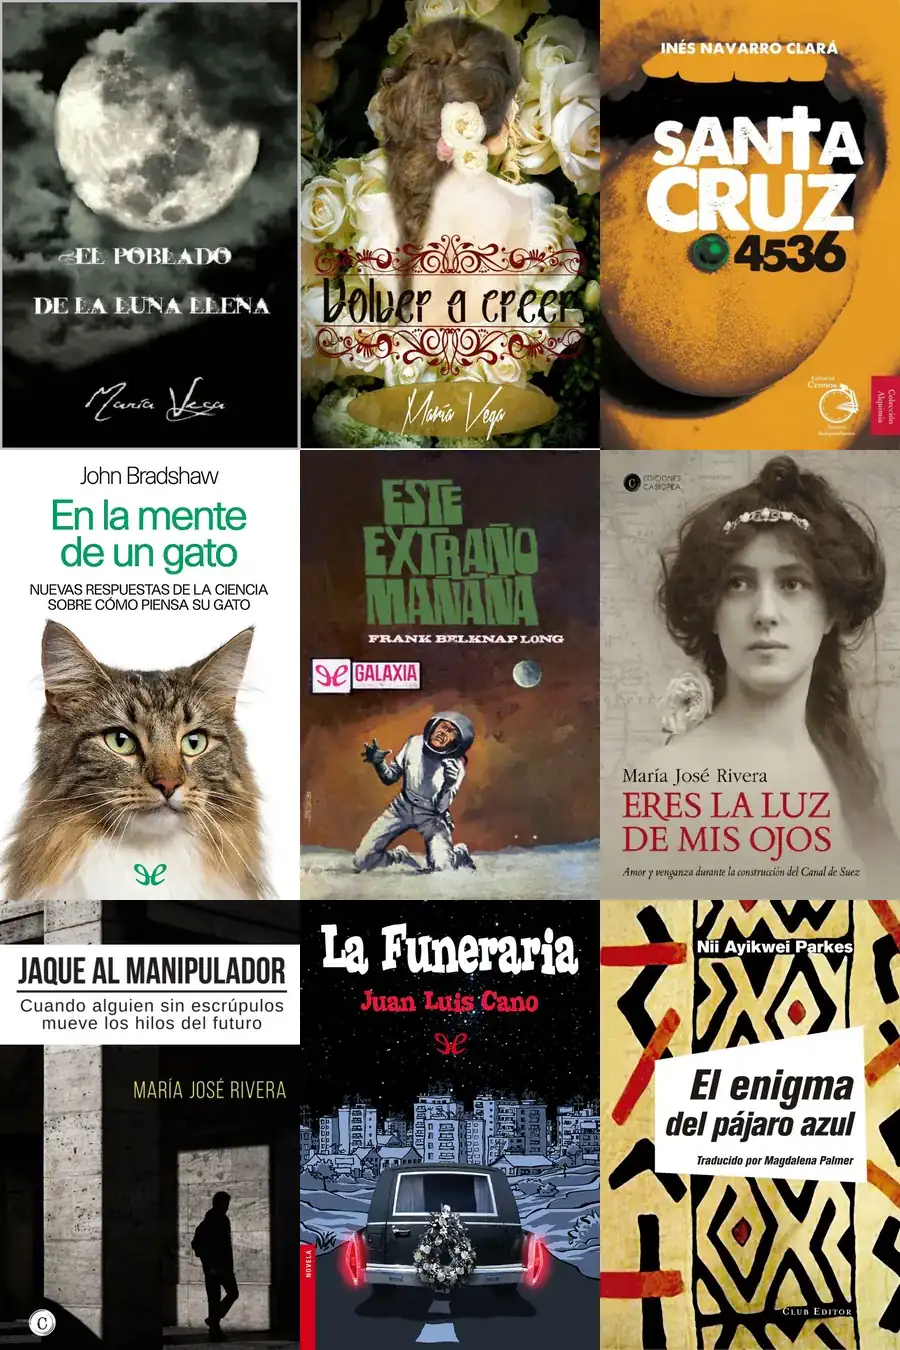 EL POBLADO
DE LA LUNA LLENA
María Vega
Volver a creer
María Vega
INÉS NAVARRO CLARÁ
SANTA
CRUZ
4536
Editorial
Cronos
Colección
Alquimia
John Bradshaw
En la mente
de un gato
NUEVAS RESPUESTAS DE LA CIENCIA
SOBRE CÓMO PIENSA SU GATO
ESTE
EXTRAÑO
MAÑANA
FRANK BELKNAP LONG
GALAXIA
C EDICIONES
CASIOPEA
María José Rivera
ERES LA LUZ
DE MIS OJOS
Amor y venganza durante la construcción del Canal de Suez
JAQUE AL MANIPULADOR
Cuando alguien sin escrúpulos
mueve los hilos del futuro
MARÍA JOSÉ RIVERA
C
La Funeraria
Juan Luis Cano
NOVELA
Nii Ayikwei Parkes
El enigma
del pájaro azul
Traducido por Magdalena Palmer
CLUB EDITOR